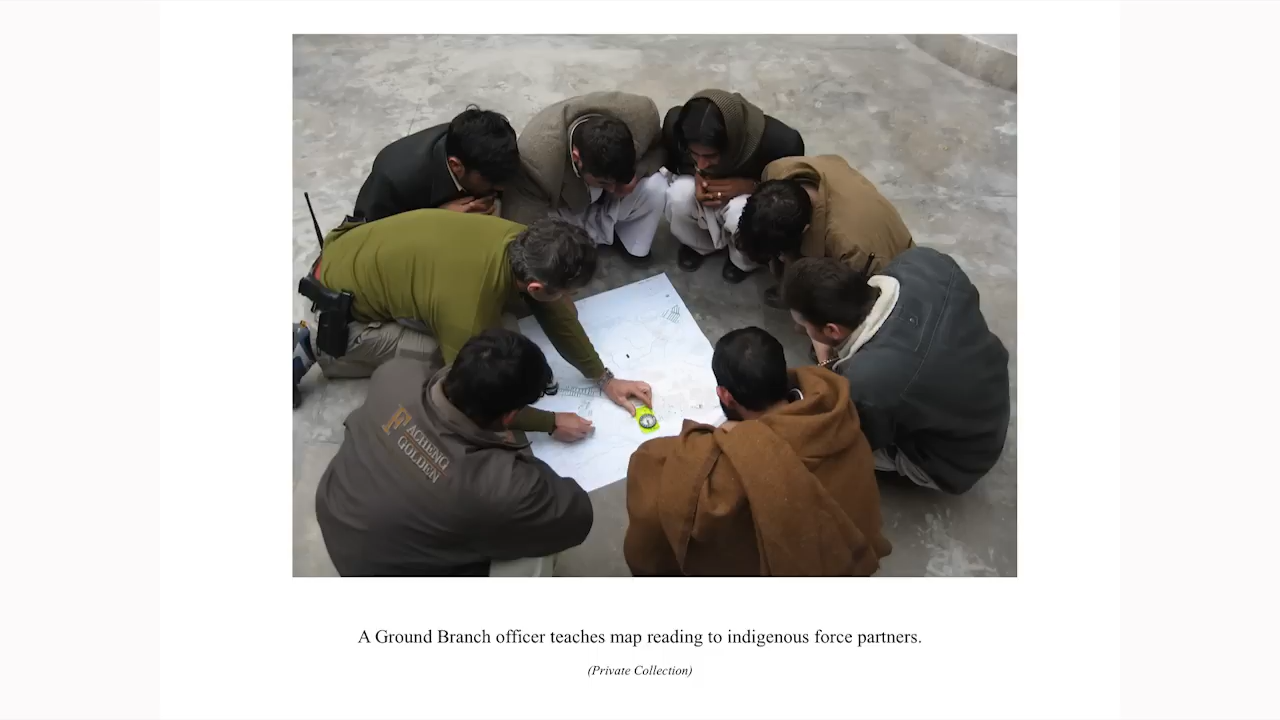 FACHENG
GOLDEN
A Ground Branch officer teaches map reading to indigenous force partners.
(Private Collection)